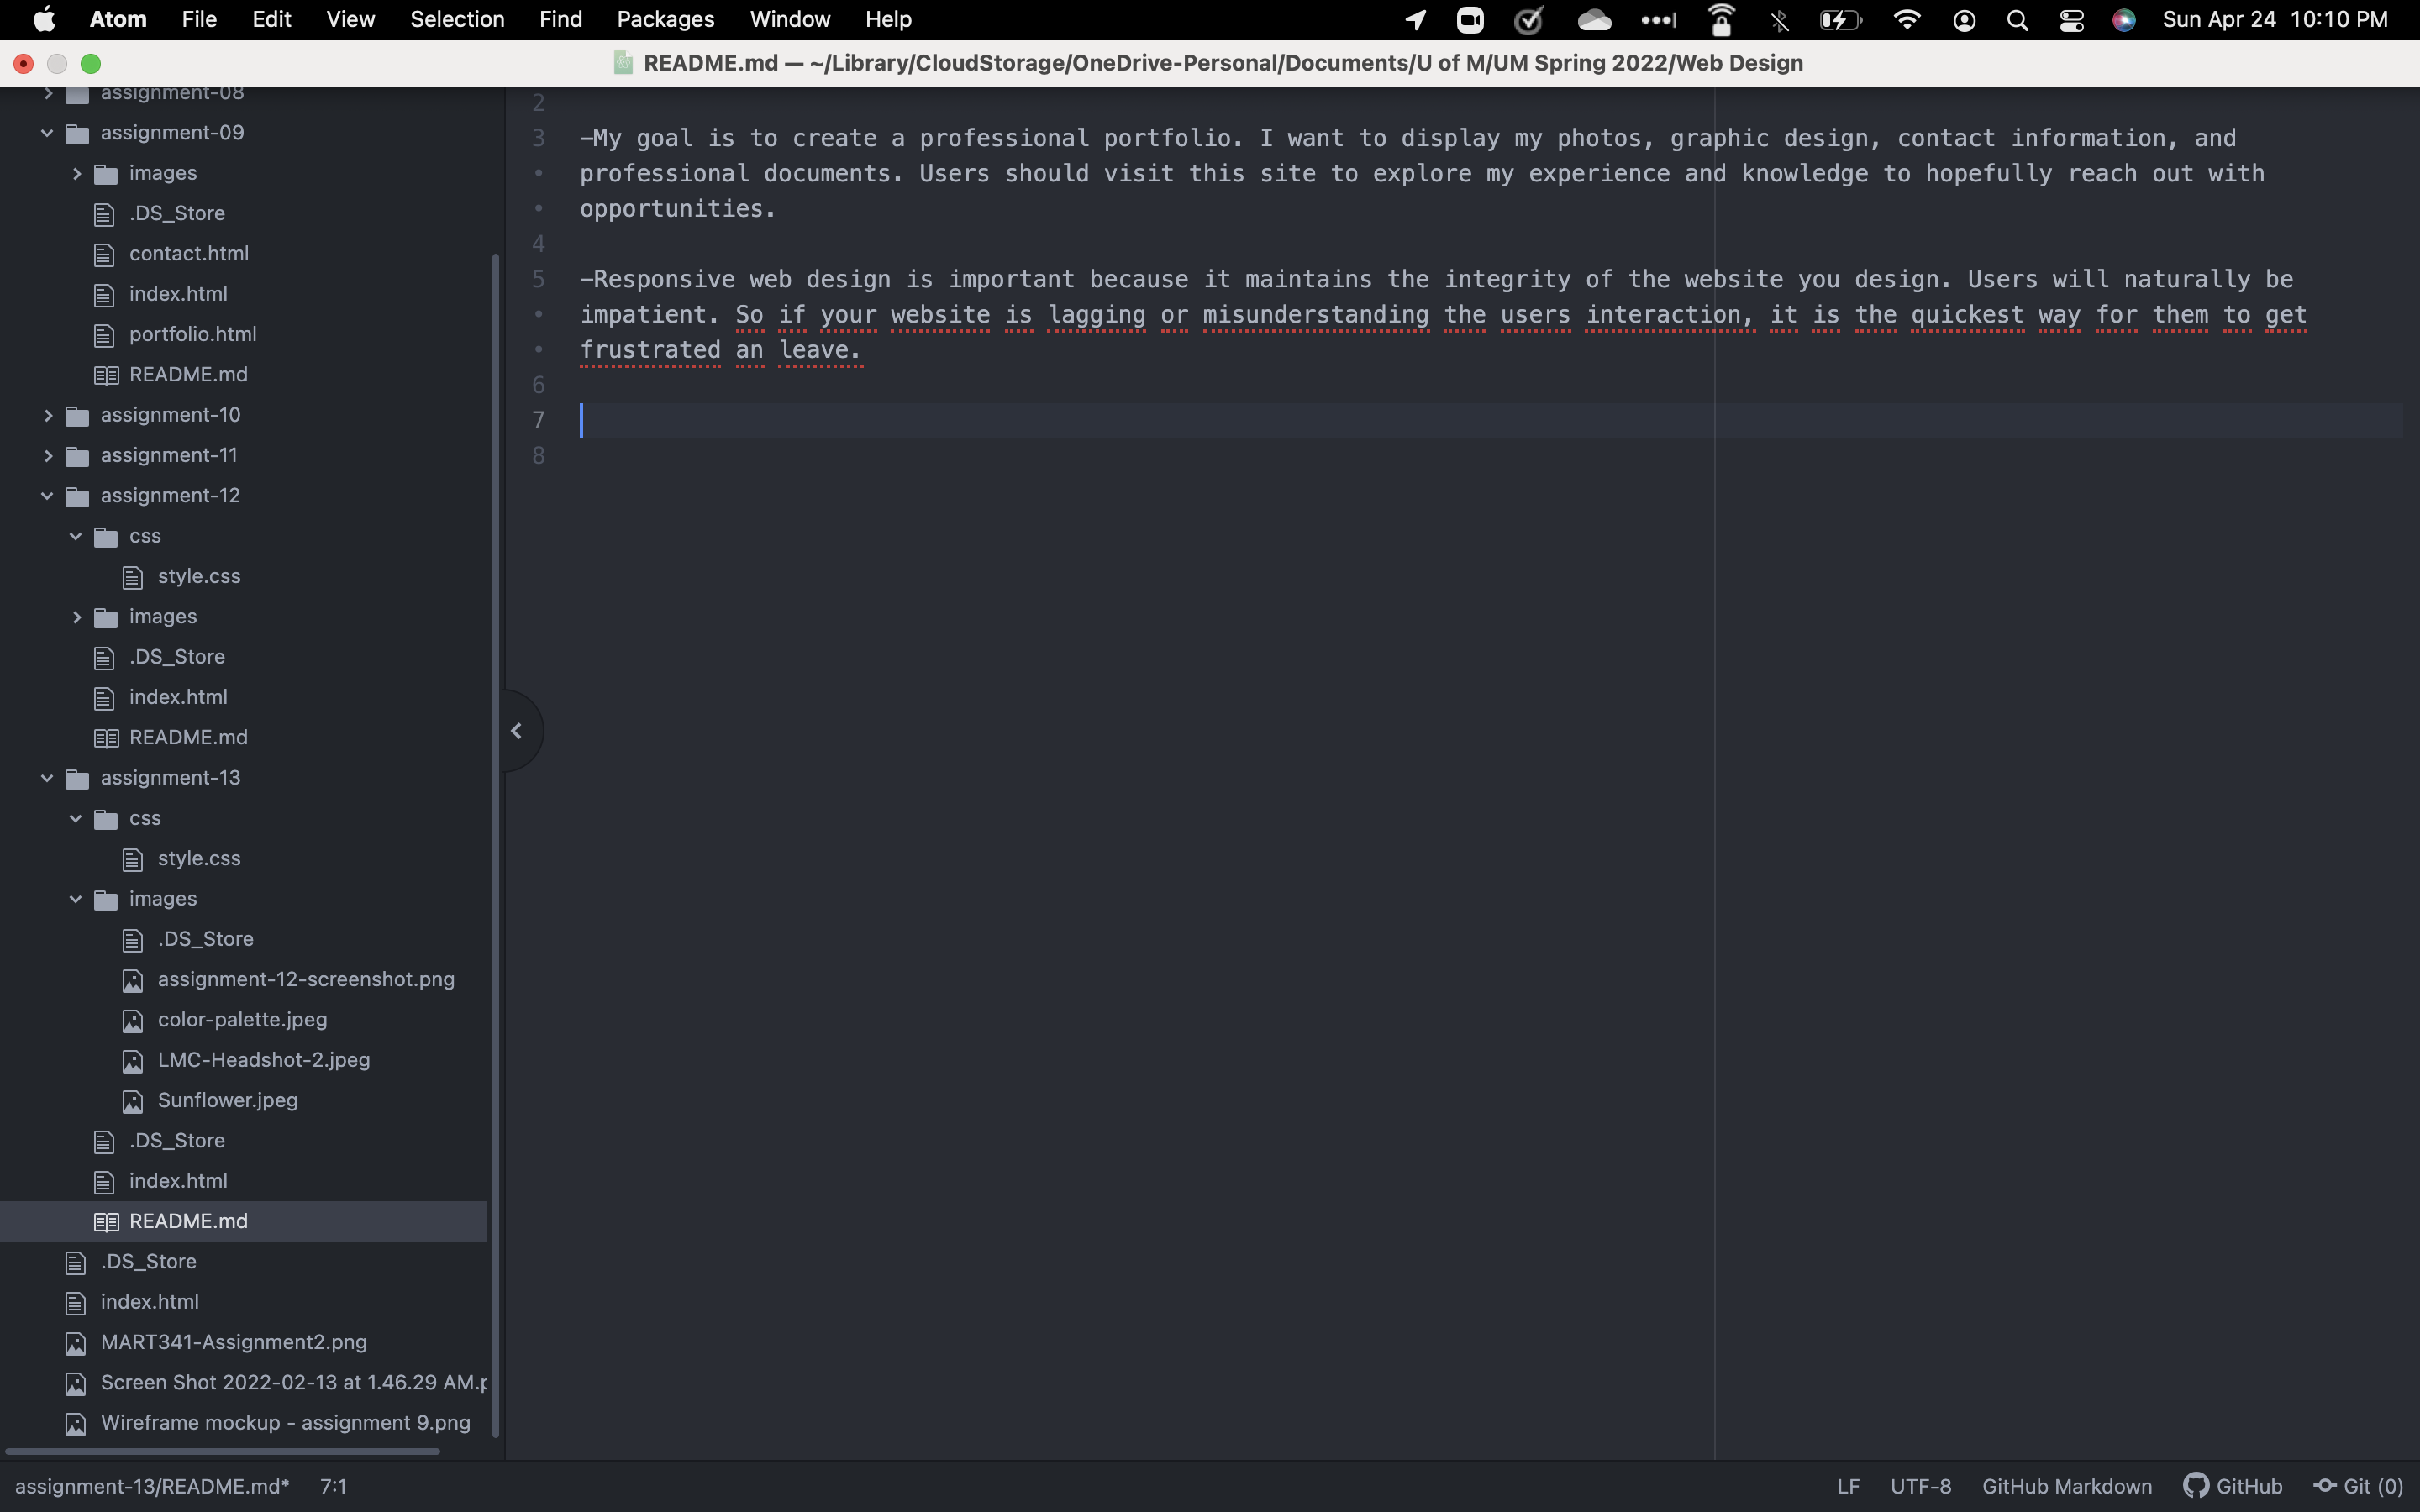 Atom File Edit View Selection Find Packages Window Help Sun Apr 24 10:10 PM
README.md — ~/Library/CloudStorage/OneDrive-Personal/Documents/U of M/UM Spring 2022/Web Design
assignment-08
assignment-09
images
.DS_Store
contact.html
index.html
portfolio.html
README.md
assignment-10
assignment-11
assignment-12
css
style.css
images
.DS_Store
index.html
README.md
assignment-13
css
style.css
images
.DS_Store
assignment-12-screenshot.png
color-palette.jpeg
LMC-Headshot-2.jpeg
Sunflower.jpeg
.DS_Store
index.html
README.md
.DS_Store
index.html
MART341-Assignment2.png
Screen Shot 2022-02-13 at 1.46.29 AM.p
Wireframe mockup - assignment 9.png
2
3 -My goal is to create a professional portfolio. I want to display my photos, graphic design, contact information, and
• professional documents. Users should visit this site to explore my experience and knowledge to hopefully reach out with
• opportunities.
4
5 -Responsive web design is important because it maintains the integrity of the website you design. Users will naturally be
• impatient. So if your website is lagging or misunderstanding the users interaction, it is the quickest way for them to get
• frustrated an leave.
6
7
8
assignment-13/README.md* 7:1 LF UTF-8 GitHub Markdown GitHub Git (0)